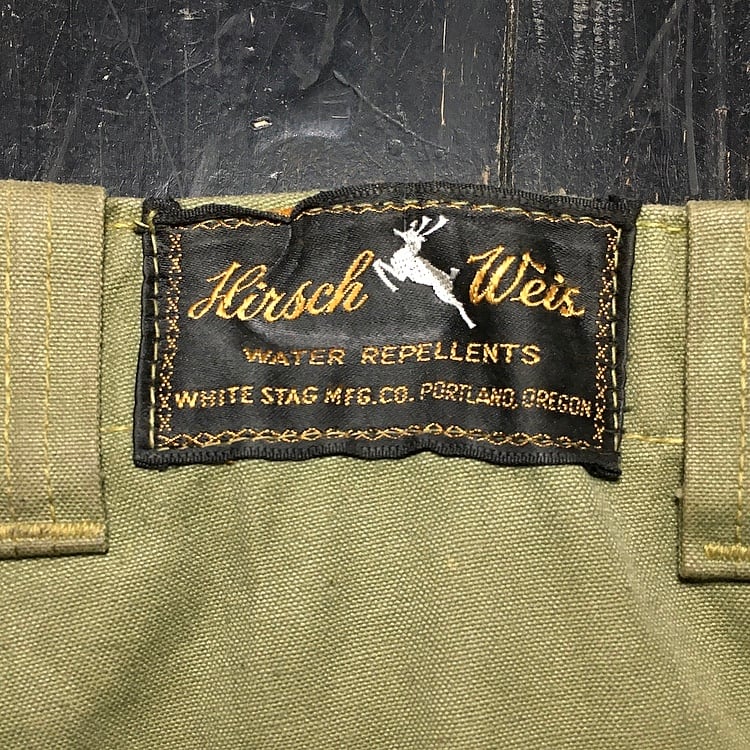 Hirsch Weis
WATER REPELLENTS
WHITE STAG MFG. CO. PORTLAND, OREGON